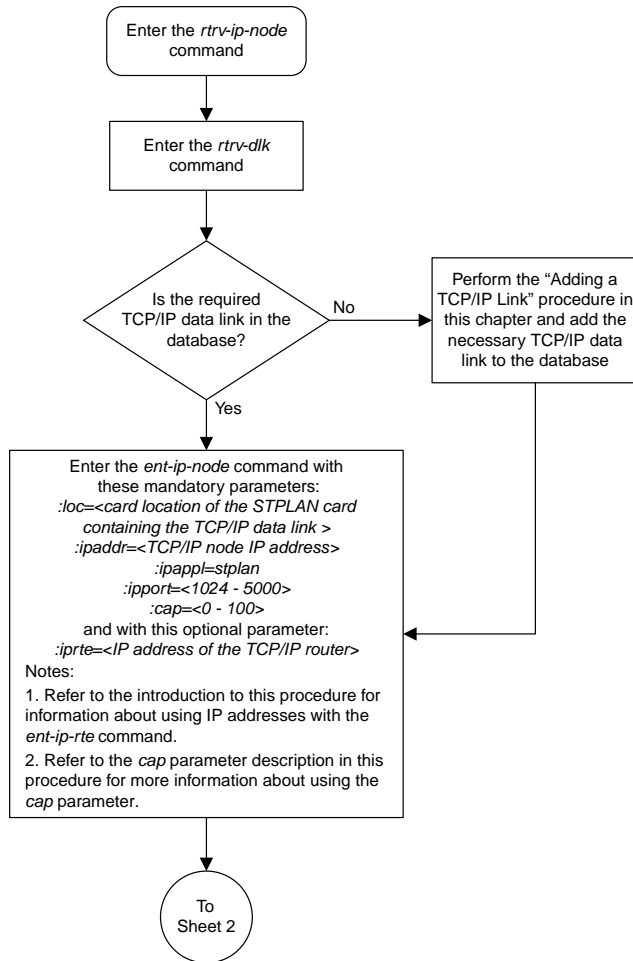 Enter the rtrv-ip-node
command
Enter the rtrv-dlk
command
Is the required
TCP/IP data link in the
database?
No
Perform the “Adding a
TCP/IP Link” procedure in
this chapter and add the
necessary TCP/IP data
link to the database
Yes
Enter the ent-ip-node command with
these mandatory parameters:
:loc=<card location of the STPLAN card
containing the TCP/IP data link >
:ipaddr=<TCP/IP node IP address>
:ipappl=stplan
:ipport=<1024 - 5000>
:cap=<0 - 100>
and with this optional parameter:
:iprte=<IP address of the TCP/IP router>
Notes:
1. Refer to the introduction to this procedure for
information about using IP addresses with the
ent-ip-rte command.
2. Refer to the cap parameter description in this
procedure for more information about using the
cap parameter.
To
Sheet 2